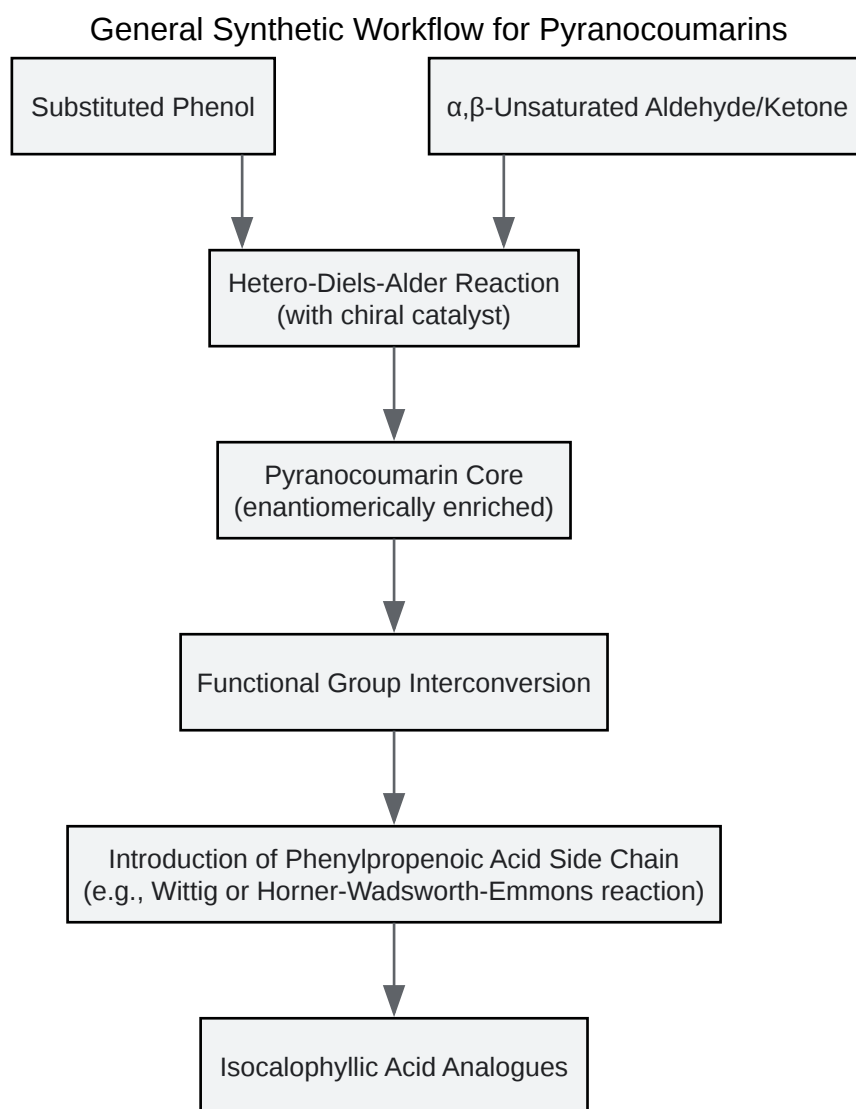 General Synthetic Workflow for Pyranocoumarins
Substituted Phenol
α,β-Unsaturated Aldehyde/Ketone
Hetero-Diels-Alder Reaction
(with chiral catalyst)
Pyranocoumarin Core
(enantiomerically enriched)
Functional Group Interconversion
Introduction of Phenylpropenoic Acid Side Chain
(e.g., Wittig or Horner-Wadsworth-Emmons reaction)
Isocalophyllic Acid Analogues